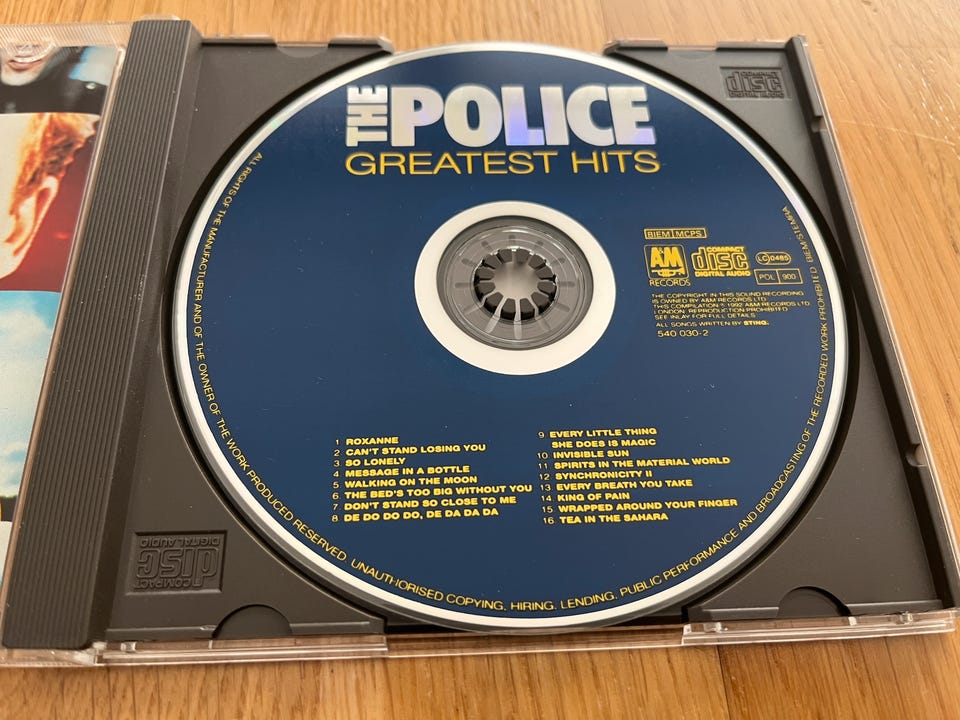 THE POLICE
GREATEST HITS
COMPACT
disc
DIGITAL AUDIO
BIEM MCPS
A&M
RECORDS
COMPACT
disc
DIGITAL AUDIO
LC 0485
POL 900
THE COPYRIGHT IN THIS SOUND RECORDING
IS OWNED BY A&M RECORDS LTD
THIS COMPILATION ℗ 1992 A&M RECORDS LTD
LONDON. REPRODUCTION PROHIBITED
SEE INLAY FOR FULL DETAILS
ALL SONGS WRITTEN BY STING.
540 030-2
1 ROXANNE
2 CAN'T STAND LOSING YOU
3 SO LONELY
4 MESSAGE IN A BOTTLE
5 WALKING ON THE MOON
6 THE BED'S TOO BIG WITHOUT YOU
7 DON'T STAND SO CLOSE TO ME
8 DE DO DO DO, DE DA DA DA
9 EVERY LITTLE THING
SHE DOES IS MAGIC
10 INVISIBLE SUN
11 SPIRITS IN THE MATERIAL WORLD
12 SYNCHRONICITY II
13 EVERY BREATH YOU TAKE
14 KING OF PAIN
15 WRAPPED AROUND YOUR FINGER
16 TEA IN THE SAHARA
ALL RIGHTS OF THE MANUFACTURER AND OF THE OWNER OF THE WORK PRODUCED RESERVED. UNAUTHORISED COPYING, HIRING, LENDING, PUBLIC PERFORMANCE AND BROADCASTING OF THE RECORDED WORK PROHIBITED BIEM STEMRA
COMPACT
disc
DIGITAL AUDIO